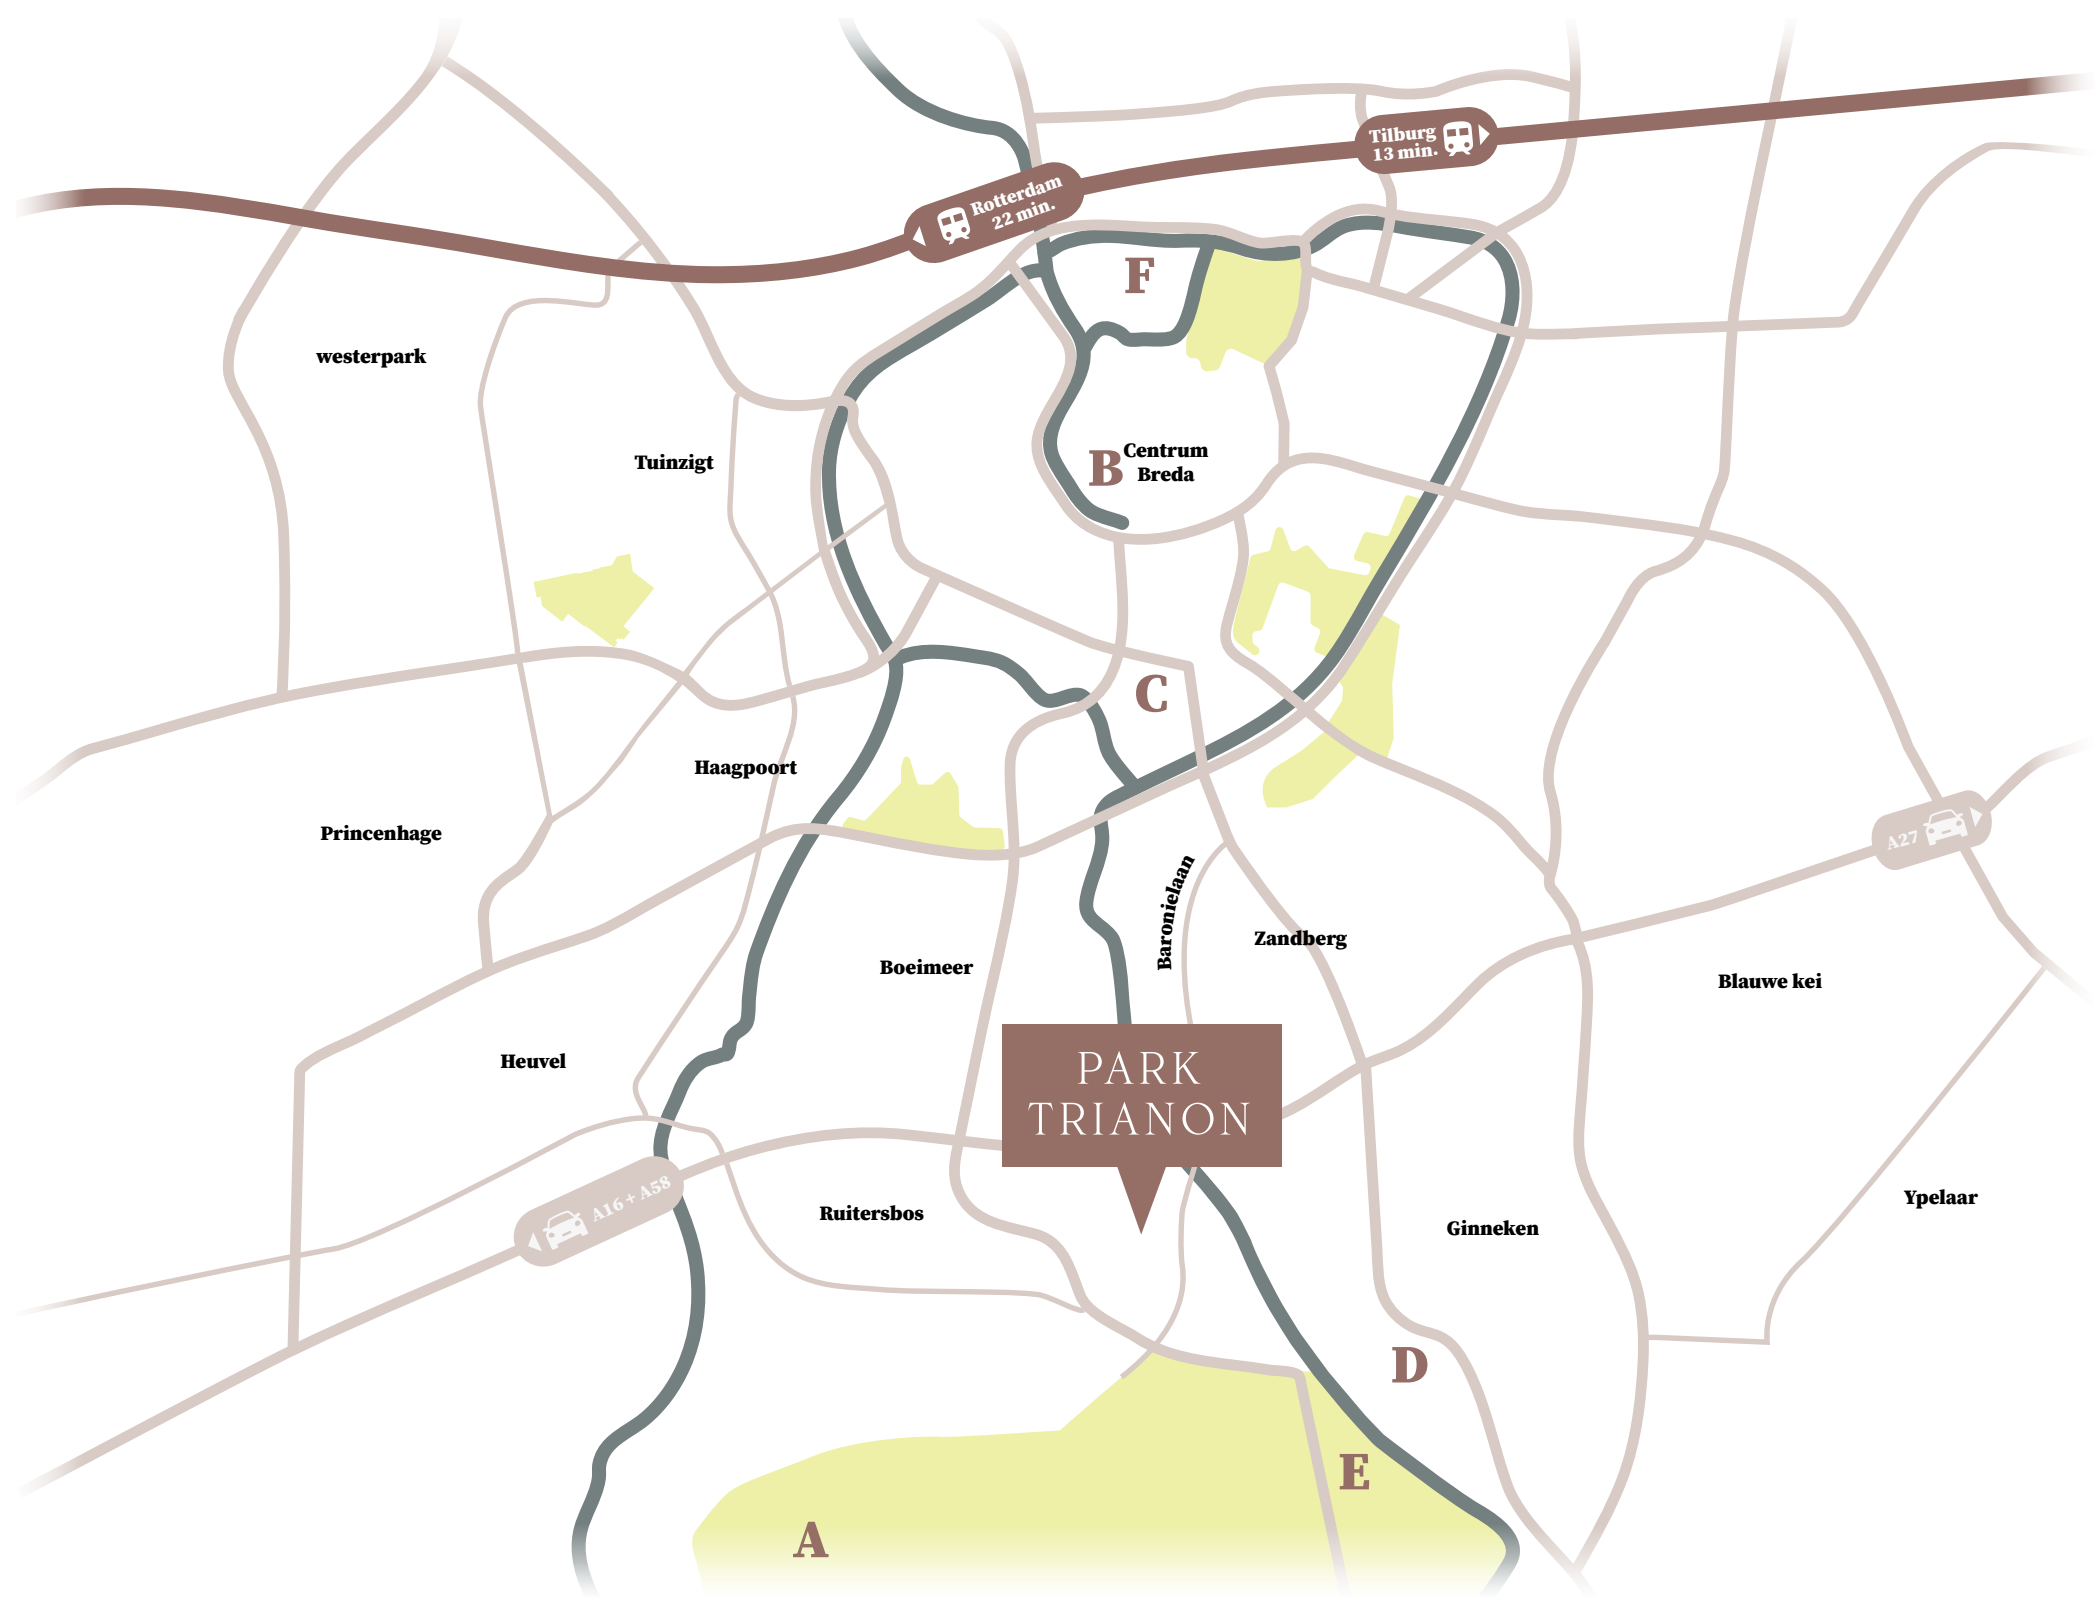 Tilburg
13 min.
Rotterdam
22 min.
F
westerpark
Tuinzigt
B
Centrum
Breda
C
Haagpoort
Princenhage
A27
Baronielaan
Zandberg
Boeimeer
Blauwe kei
Heuvel
PARK
TRIANON
A16 + A58
Ruitersbos
Ypelaar
Ginneken
D
E
A